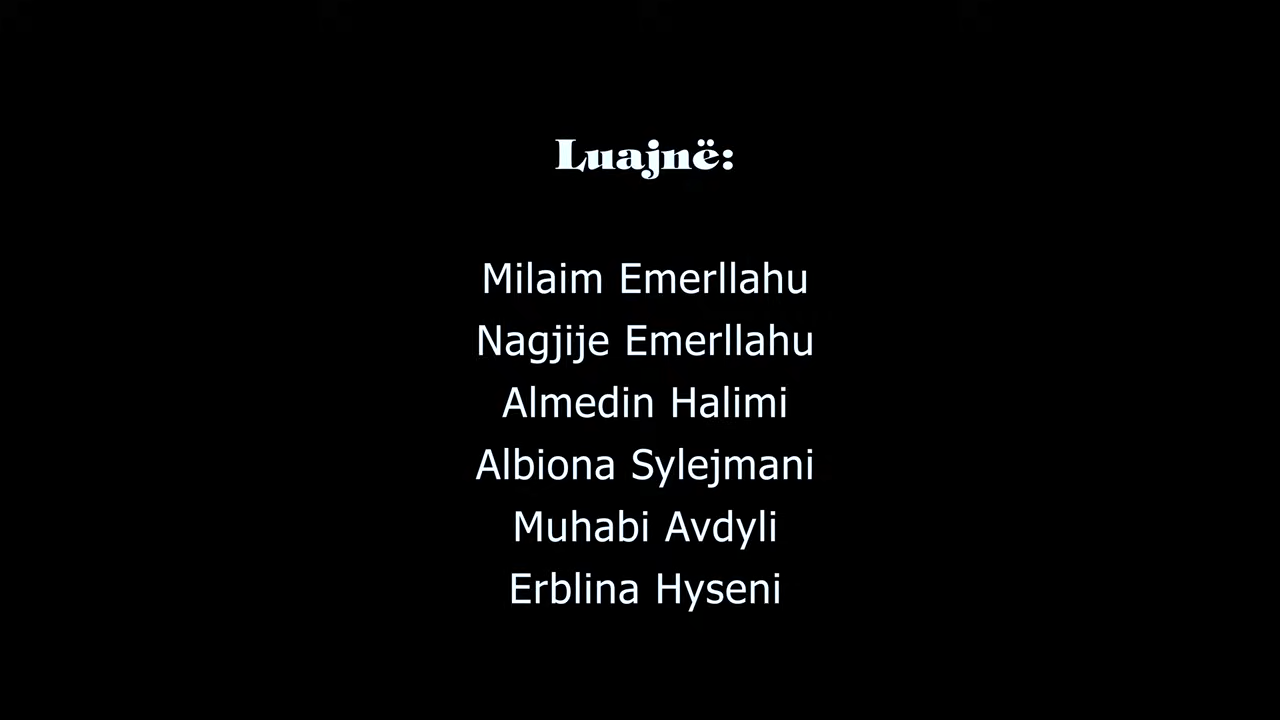 Luajnë:
Milaim Emerllahu
Nagjije Emerllahu
Almedin Halimi
Albiona Sylejmani
Muhabi Avdyli
Erblina Hyseni